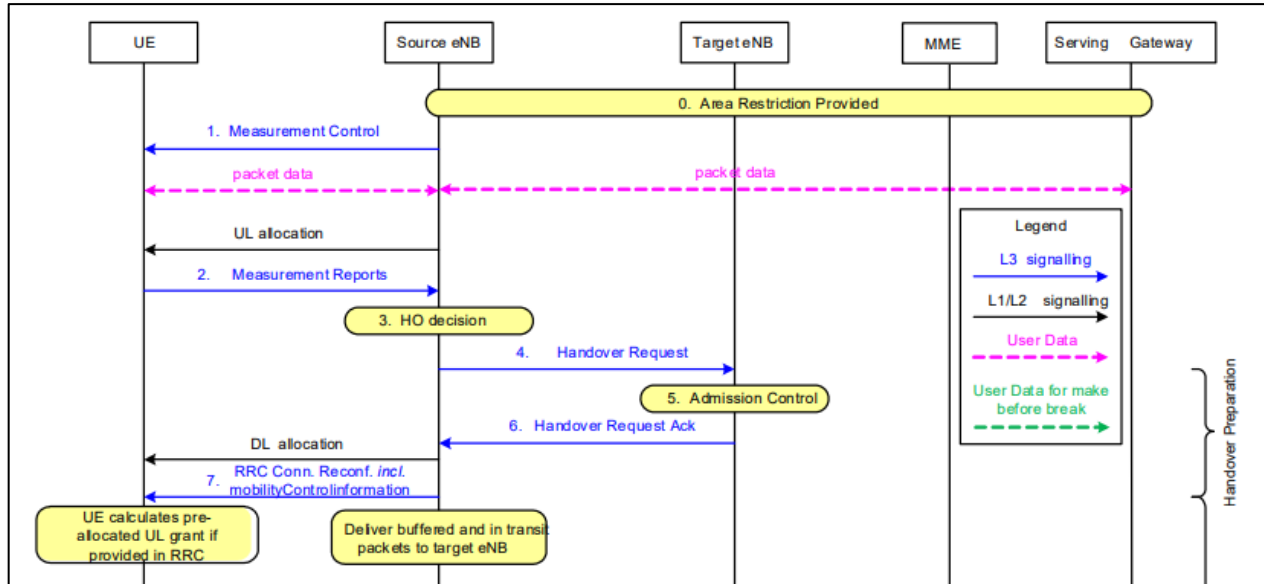 UE
Source eNB
Target eNB
MME
Serving Gateway
0. Area Restriction Provided
1. Measurement Control
packet data
packet data
UL allocation
Legend
2. Measurement Reports
L3 signalling
L1/L2 signalling
3. HO decision
User Data
4. Handover Request
5. Admission Control
User Data for make
before break
6. Handover Request Ack
DL allocation
7. RRC Conn. Reconf. incl.
mobilityControlinformation
Handover Preparation
UE calculates pre-
allocated UL grant if
provided in RRC
Deliver buffered and in transit
packets to target eNB